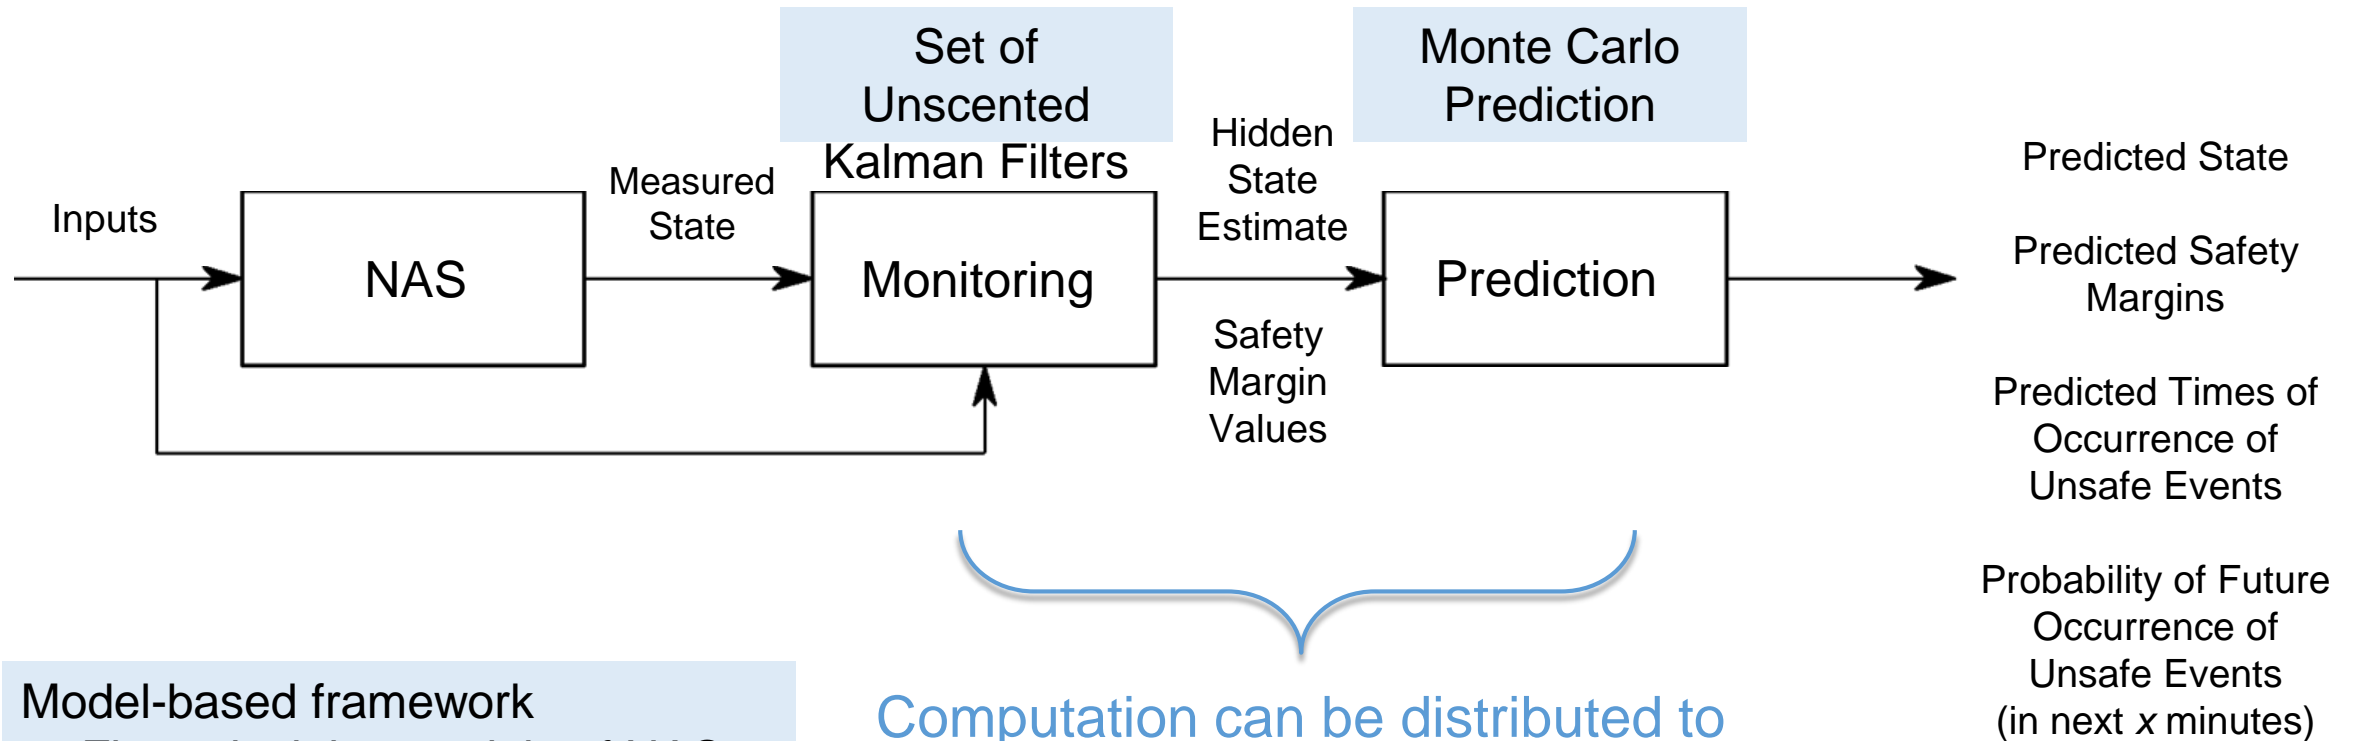 Set of
Unscented
Kalman Filters
Monte Carlo
Prediction
Inputs
NAS
Measured
State
Monitoring
Hidden
State
Estimate
Safety
Margin
Values
Prediction
Predicted State
Predicted Safety
Margins
Predicted Times of
Occurrence of
Unsafe Events
Probability of Future
Occurrence of
Unsafe Events
(in next x minutes)
Model-based framework
Computation can be distributed to